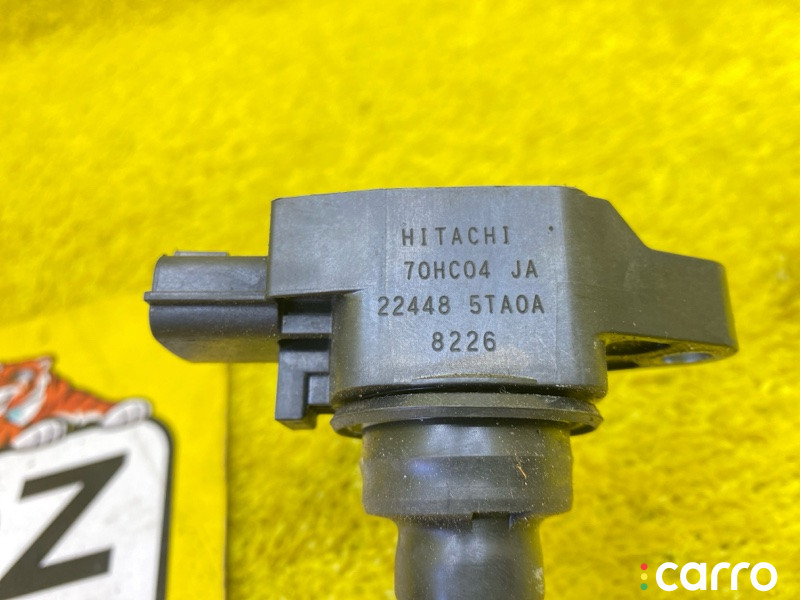 HITACHI
70HC04 JA
22448 5TA0A
8226
Z
carro